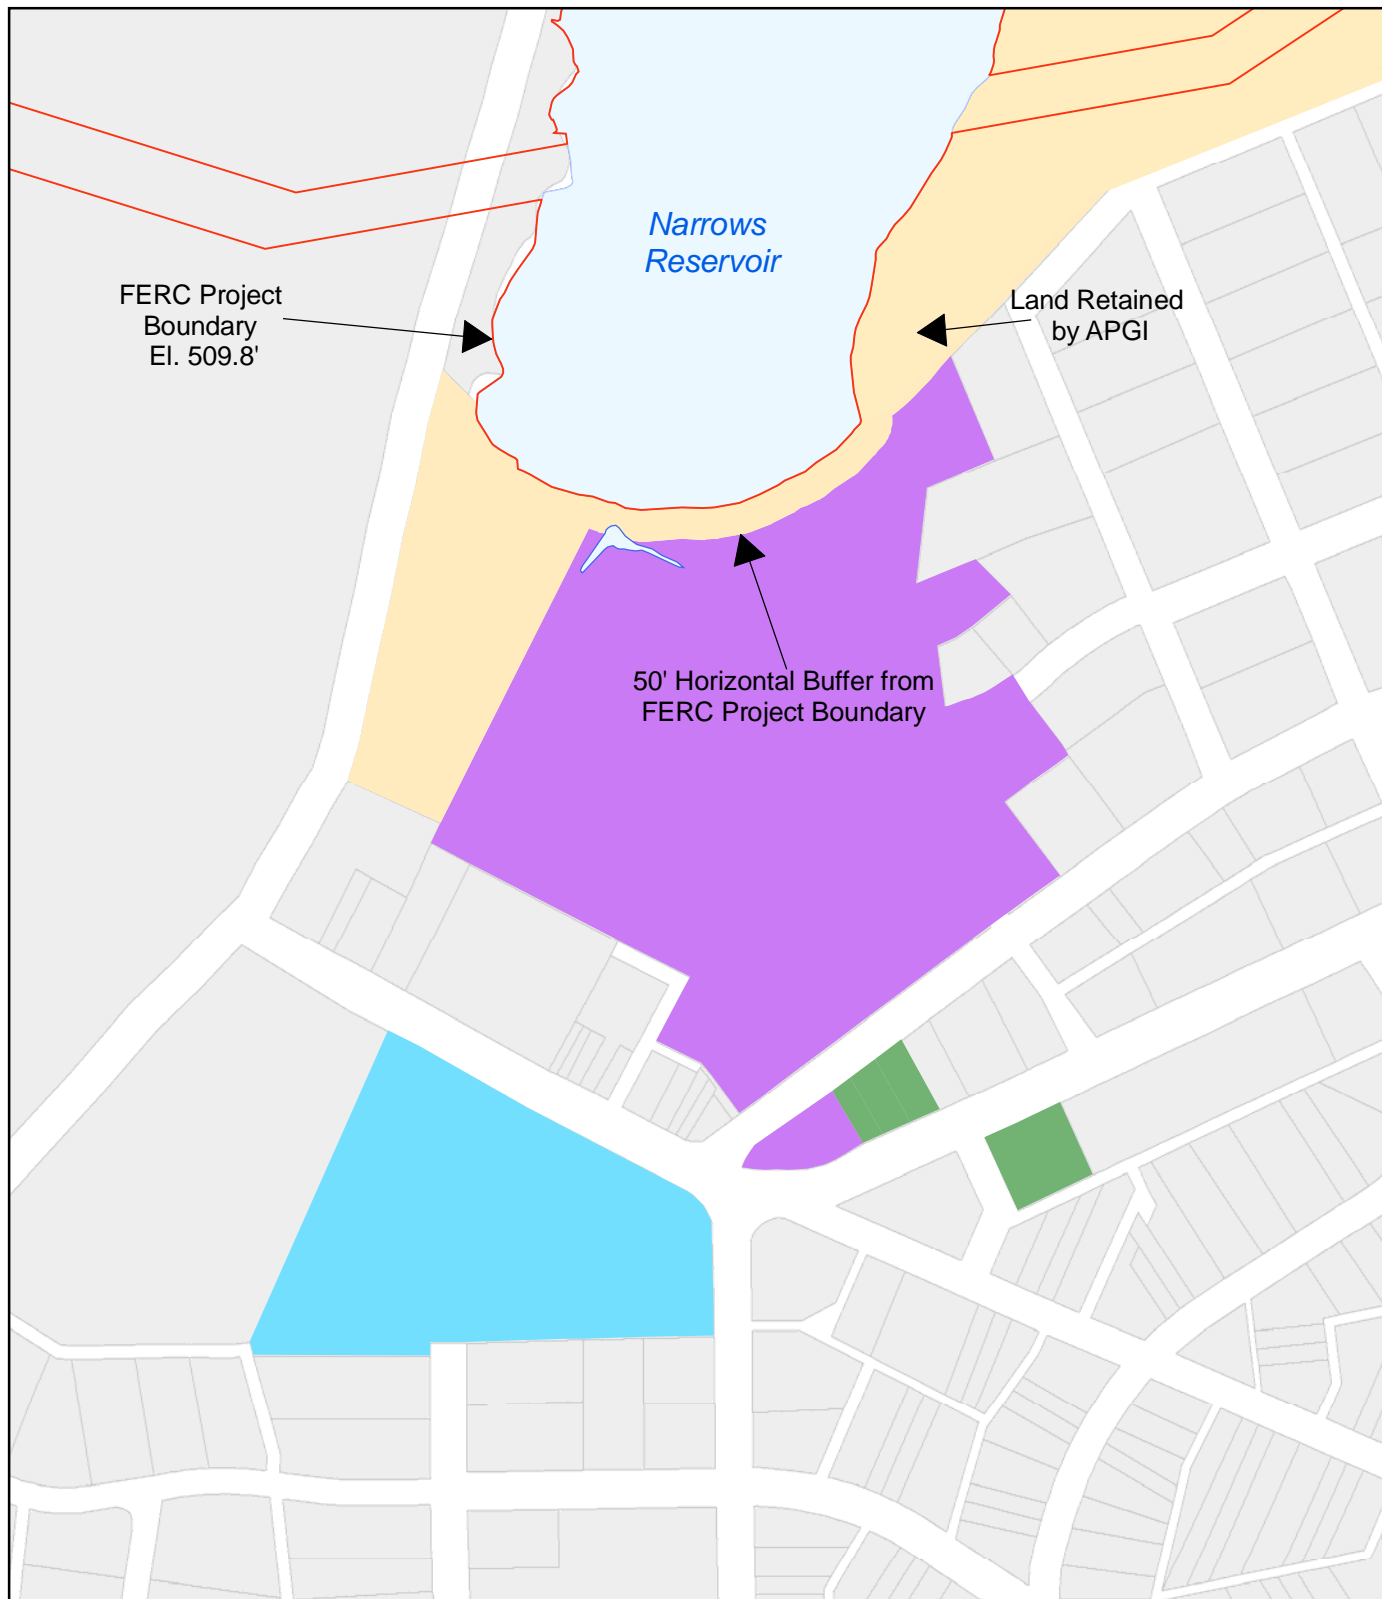 Narrows
Reservoir
FERC Project
Boundary
El. 509.8'
Land Retained
by APGI
50' Horizontal Buffer from
FERC Project Boundary